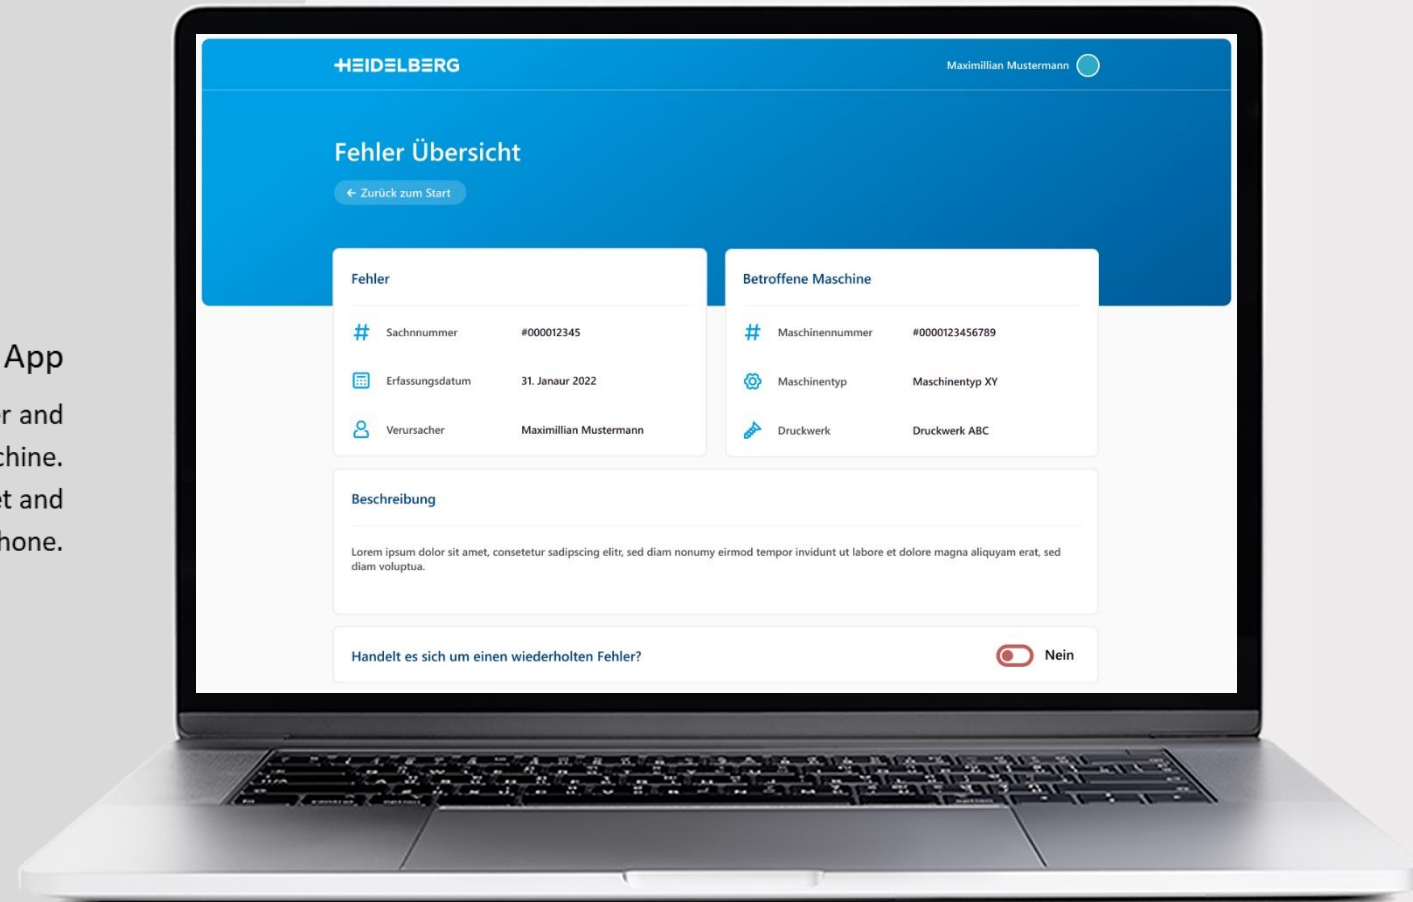 App
and
and
HEIDELBERG
Maximillian Mustermann
Fehler Übersicht
← Zurück zum Start
Fehler
Sachnnummer #000012345
Erfassungsdatum 31. Janaur 2022
Verursacher Maximillian Mustermann
Betroffene Maschine
Maschinennummer #0000123456789
Maschinentyp Maschinentyp XY
Druckwerk Druckwerk ABC
Beschreibung
Lorem ipsum dolor sit amet, consetetur sadipscing elitr, sed diam nonumy eirmod tempor invidunt ut labore et dolore magna aliquyam erat, sed
diam voluptua.
Handelt es sich um einen wiederholten Fehler?
Nein